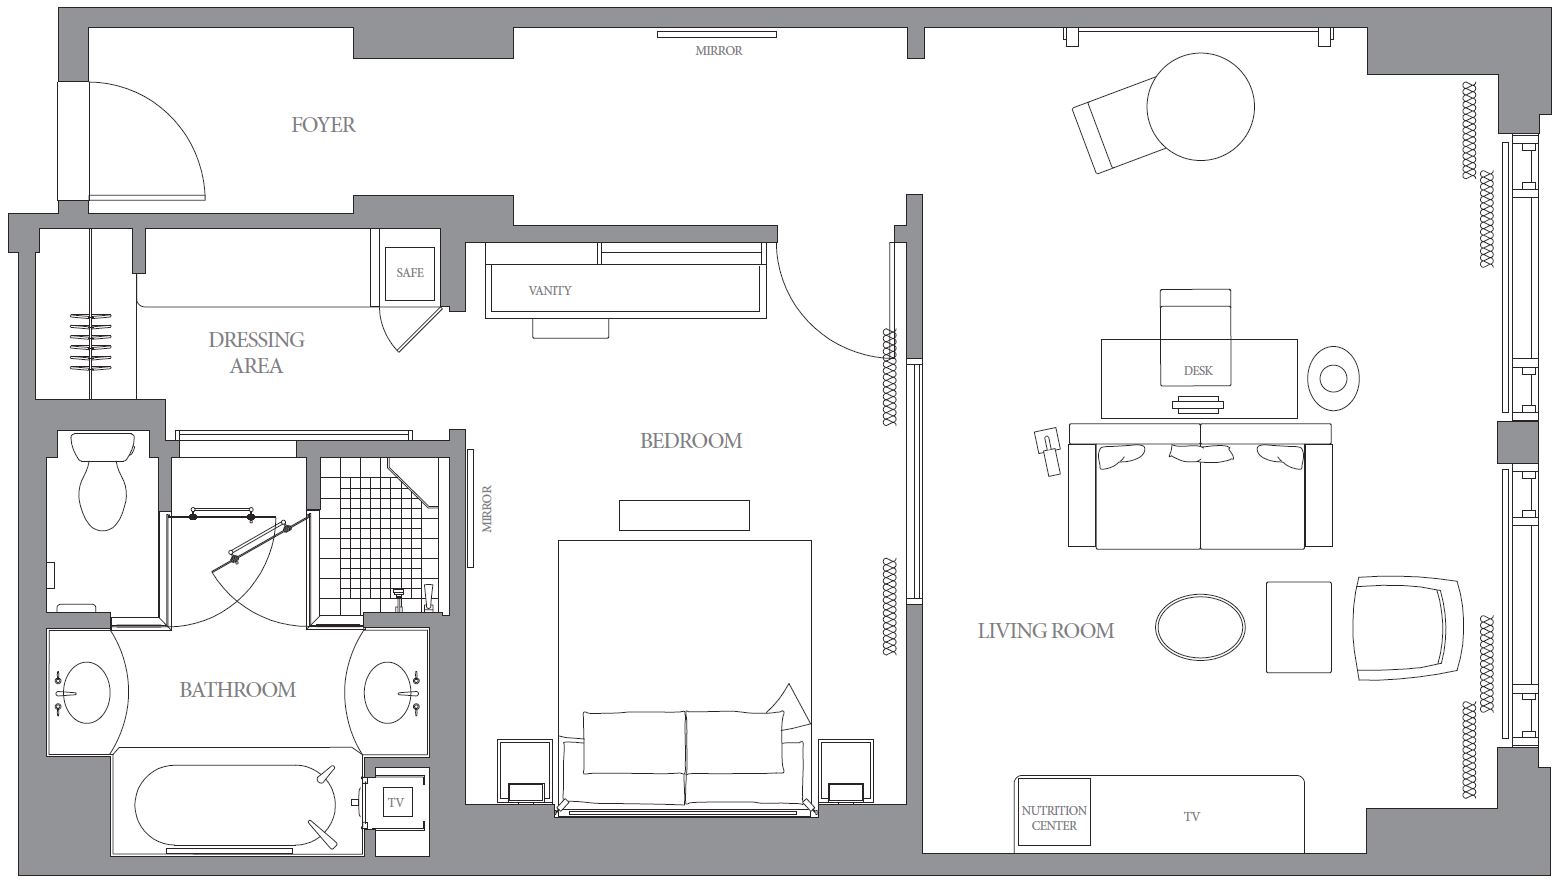 MIRROR
FOYER
SAFE
VANITY
DRESSING
AREA
DESK
BEDROOM
MIRROR
LIVING ROOM
BATHROOM
TV
NUTRITION
CENTER
TV